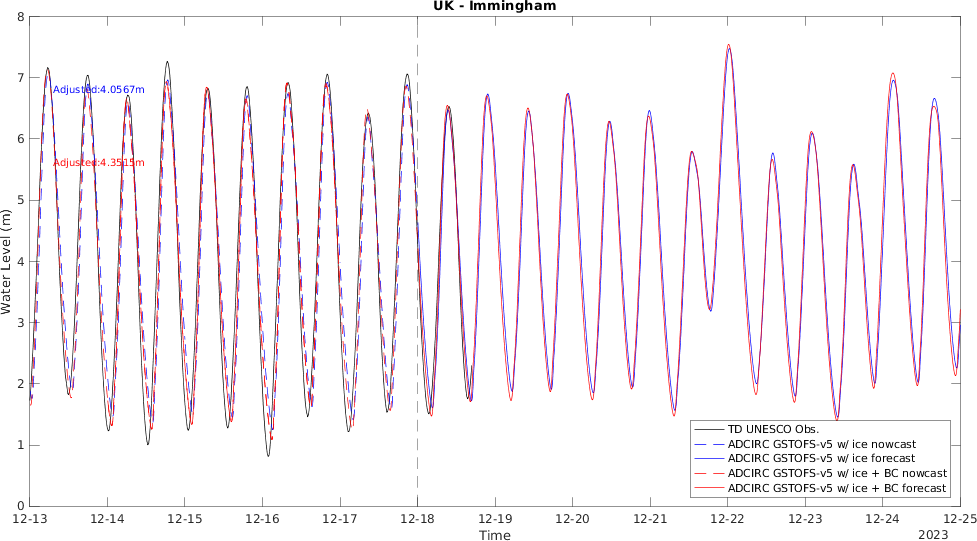 UK - Immingham
8
7
6
5
4
3
2
1
0
Water Level (m)
Adjusted:4.0567m
Adjusted:4.3515m
TD UNESCO Obs.
ADCIRC GSTOFS-v5 w/ ice nowcast
ADCIRC GSTOFS-v5 w/ ice forecast
ADCIRC GSTOFS-v5 w/ ice + BC nowcast
ADCIRC GSTOFS-v5 w/ ice + BC forecast
12-13 12-14 12-15 12-16 12-17 12-18 12-19 12-20 12-21 12-22 12-23 12-24 12-25
Time
2023